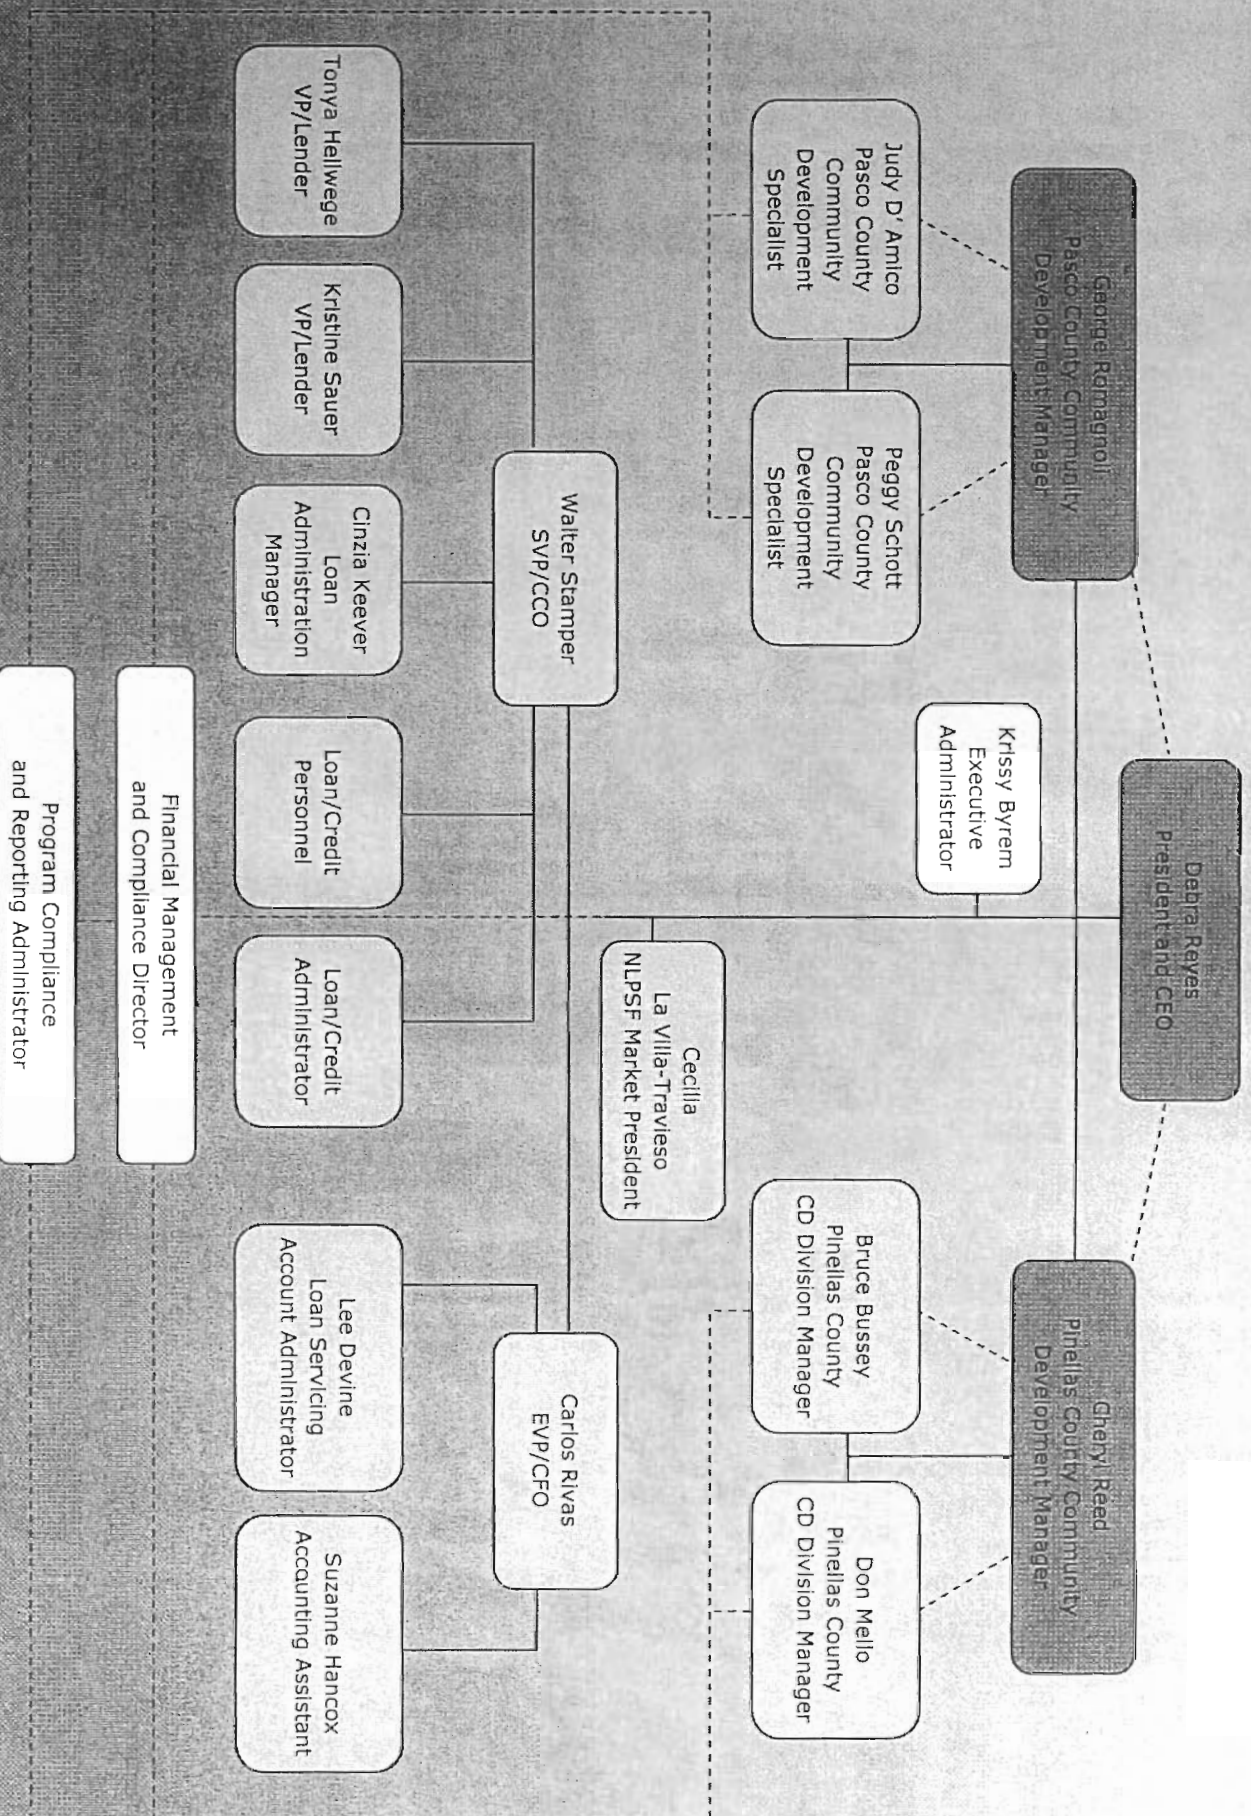 Debra Reyes
President and CEO
George Romagnoli
Pasco County Community
Development Manager
Cheryl Reed
Pinellas County Community
Development Manager
Krissy Byrem
Executive
Administrator
Judy D' Amico
Pasco County
Community
Development
Specialist
Peggy Schott
Pasco County
Community
Development
Specialist
Bruce Bussey
Pinellas County
CD Division Manager
Don Mello
Pinellas County
CD Division Manager
Cecilia
La Villa-Travieso
NLPSF Market President
Walter Stamper
SVP/CCO
Carlos Rivas
EVP/CFO
Tonya Hellwege
VP/Lender
Kristine Sauer
VP/Lender
Cinzia Keever
Loan
Administration
Manager
Loan/Credit
Personnel
Loan/Credit
Administrator
Lee Devine
Loan Servicing
Account Administrator
Suzanne Hancox
Accounting Assistant
Financial Management
and Compliance Director
Program Compliance
and Reporting Administrator